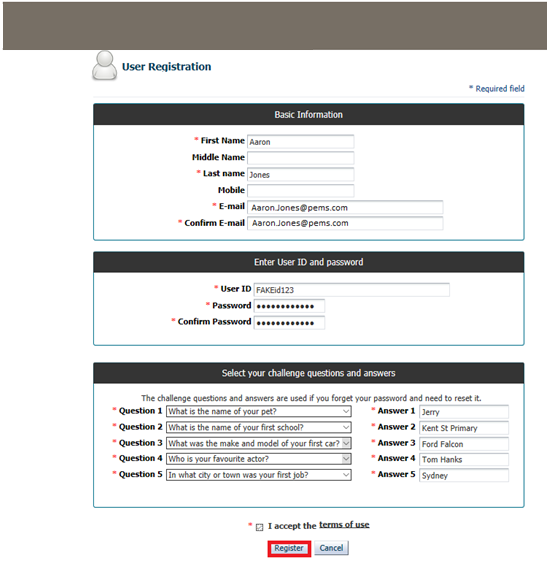 User Registration
* Required field
Basic Information
* First Name Aaron
Middle Name
* Last name Jones
Mobile
* E-mail Aaron.Jones@pems.com
* Confirm E-mail Aaron.Jones@pems.com
Enter User ID and password
* User ID FAKEid123
* Password ••••••••••••
* Confirm Password ••••••••••••
Select your challenge questions and answers
The challenge questions and answers are used if you forget your password and need to reset it.
* Question 1 What is the name of your pet? * Answer 1 Jerry
* Question 2 What is the name of your first school? * Answer 2 Kent St Primary
* Question 3 What was the make and model of your first car? * Answer 3 Ford Falcon
* Question 4 Who is your favourite actor? * Answer 4 Tom Hanks
* Question 5 In what city or town was your first job? * Answer 5 Sydney
* I accept the terms of use
Register Cancel